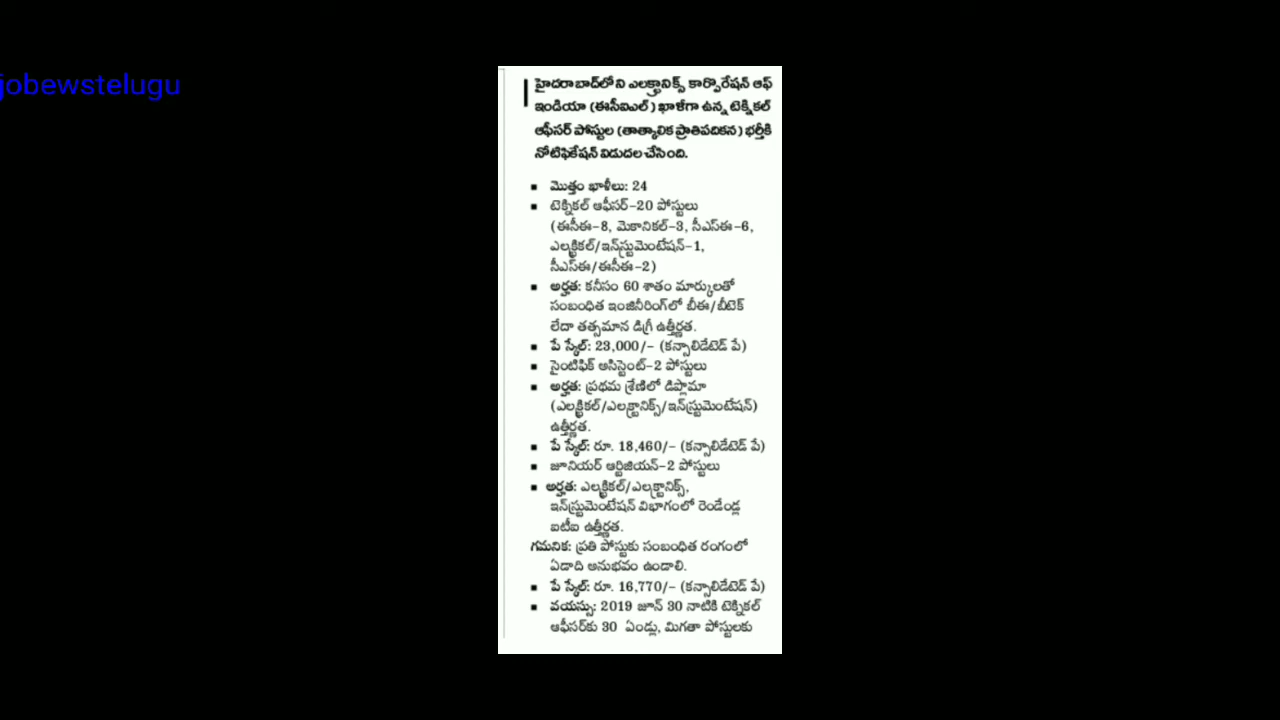 jobewstelugu
హైదరాబాద్‌లోని ఎలక్ట్రానిక్స్ కార్పొరేషన్ ఆఫ్
ఇండియా (ఈసీఐఎల్) ఖాళీగా ఉన్న టెక్నికల్
ఆఫీసర్ పోస్టుల (తాత్కాలిక ప్రాతిపదికన) భర్తీకి
నోటిఫికేషన్ విడుదల చేసింది.
▪ మొత్తం ఖాళీలు: 24
▪ టెక్నికల్ ఆఫీసర్-20 పోస్టులు
(ఈసీఈ-8, మెకానికల్-3, సీఎస్ఈ-6,
ఎలక్ట్రికల్/ఇన్‌స్ట్రుమెంటేషన్-1,
సీఎస్ఈ/ఈసీఈ-2)
▪ అర్హత: కనీసం 60 శాతం మార్కులతో
సంబంధిత ఇంజినీరింగ్‌లో బీఈ/బీటెక్
లేదా తత్సమాన డిగ్రీ ఉత్తీర్ణత.
▪ పే స్కేల్: 23,000/- (కన్సాలిడేటెడ్ పే)
▪ సైంటిఫిక్ అసిస్టెంట్-2 పోస్టులు
▪ అర్హత: ప్రథమ శ్రేణిలో డిప్లొమా
(ఎలక్ట్రికల్/ఎలక్ట్రానిక్స్/ఇన్‌స్ట్రుమెంటేషన్)
ఉత్తీర్ణత.
▪ పే స్కేల్: రూ. 18,460/- (కన్సాలిడేటెడ్ పే)
▪ జూనియర్ ఆర్టిజియన్-2 పోస్టులు
▪ అర్హత: ఎలక్ట్రికల్/ఎలక్ట్రానిక్స్,
ఇన్‌స్ట్రుమెంటేషన్ విభాగంలో రెండేండ్ల
ఐటీఐ ఉత్తీర్ణత.
గమనిక: ప్రతి పోస్టుకు సంబంధిత రంగంలో
ఏడాది అనుభవం ఉండాలి.
▪ పే స్కేల్: రూ. 16,770/- (కన్సాలిడేటెడ్ పే)
▪ వయస్సు: 2019 జూన్ 30 నాటికి టెక్నికల్
ఆఫీసర్‌కు 30 ఏండ్లు, మిగతా పోస్టులకు